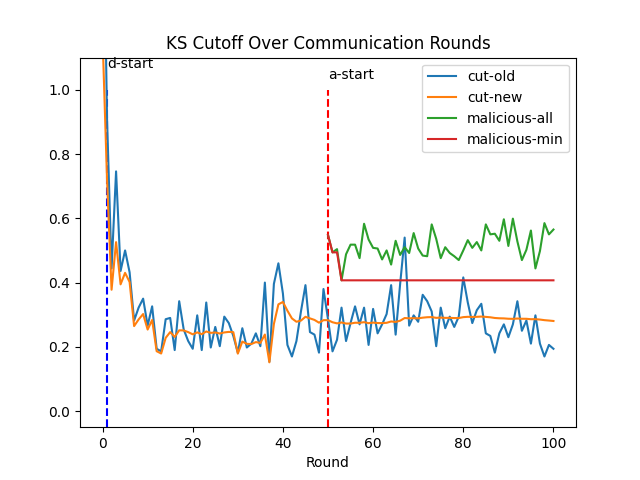 KS Cutoff Over Communication Rounds
d-start
a-start
cut-old
cut-new
malicious-all
malicious-min
1.0
0.8
0.6
0.4
0.2
0.0
0 20 40 60 80 100
Round